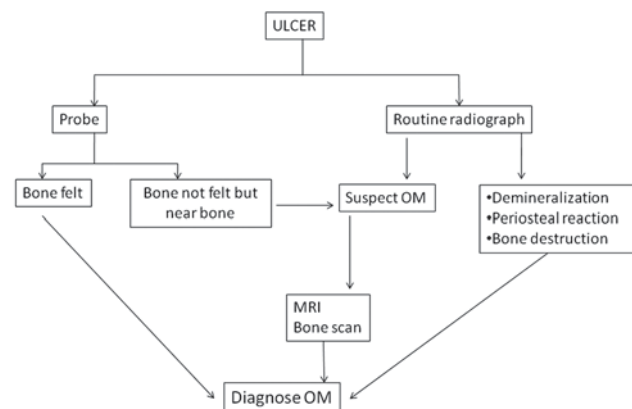 ULCER
Probe
Routine radiograph
Bone felt
Bone not felt but
near bone
Suspect OM
•Demineralization
•Periosteal reaction
•Bone destruction
MRI
Bone scan
Diagnose OM